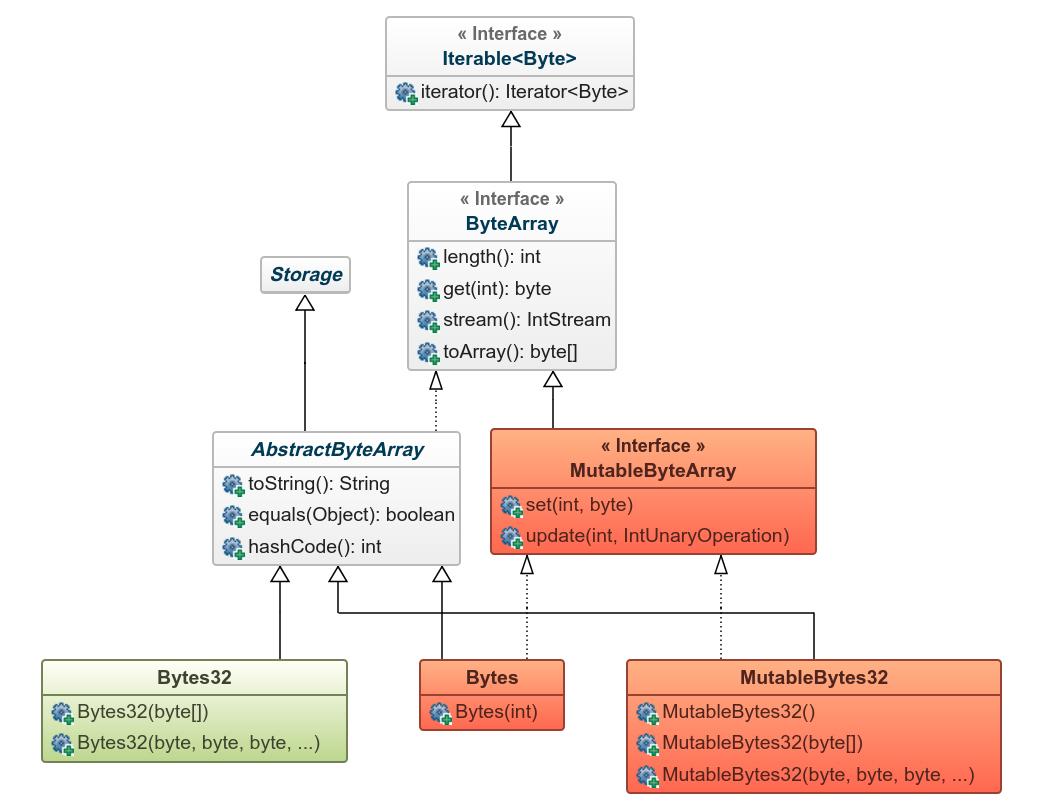 « Interface »
Iterable<Byte>
iterator(): Iterator<Byte>
« Interface »
ByteArray
length(): int
get(int): byte
stream(): IntStream
toArray(): byte[]
Storage
AbstractByteArray
toString(): String
equals(Object): boolean
hashCode(): int
« Interface »
MutableByteArray
set(int, byte)
update(int, IntUnaryOperation)
Bytes32
Bytes32(byte[])
Bytes32(byte, byte, byte, ...)
Bytes
Bytes(int)
MutableBytes32
MutableBytes32()
MutableBytes32(byte[])
MutableBytes32(byte, byte, byte, ...)